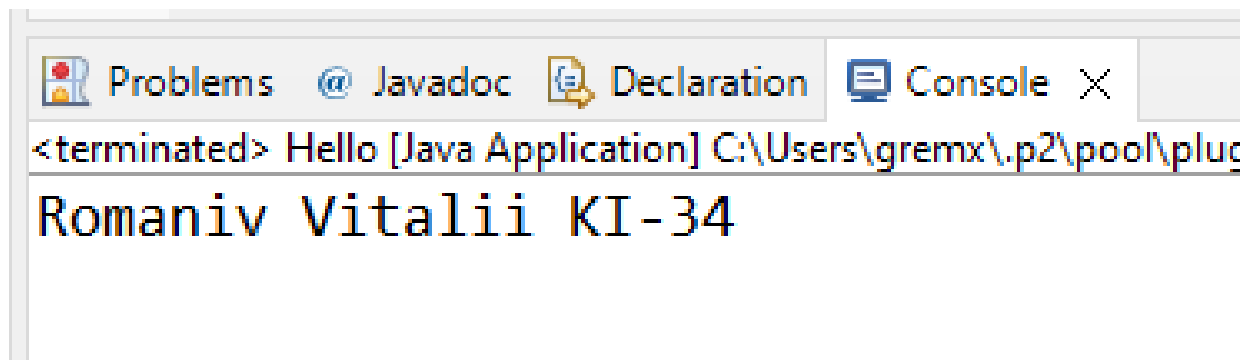 Problems @ Javadoc Declaration Console
<terminated> Hello [Java Application] C:\Users\gremx\.p2\pool\plug
Romaniv Vitalii KI-34